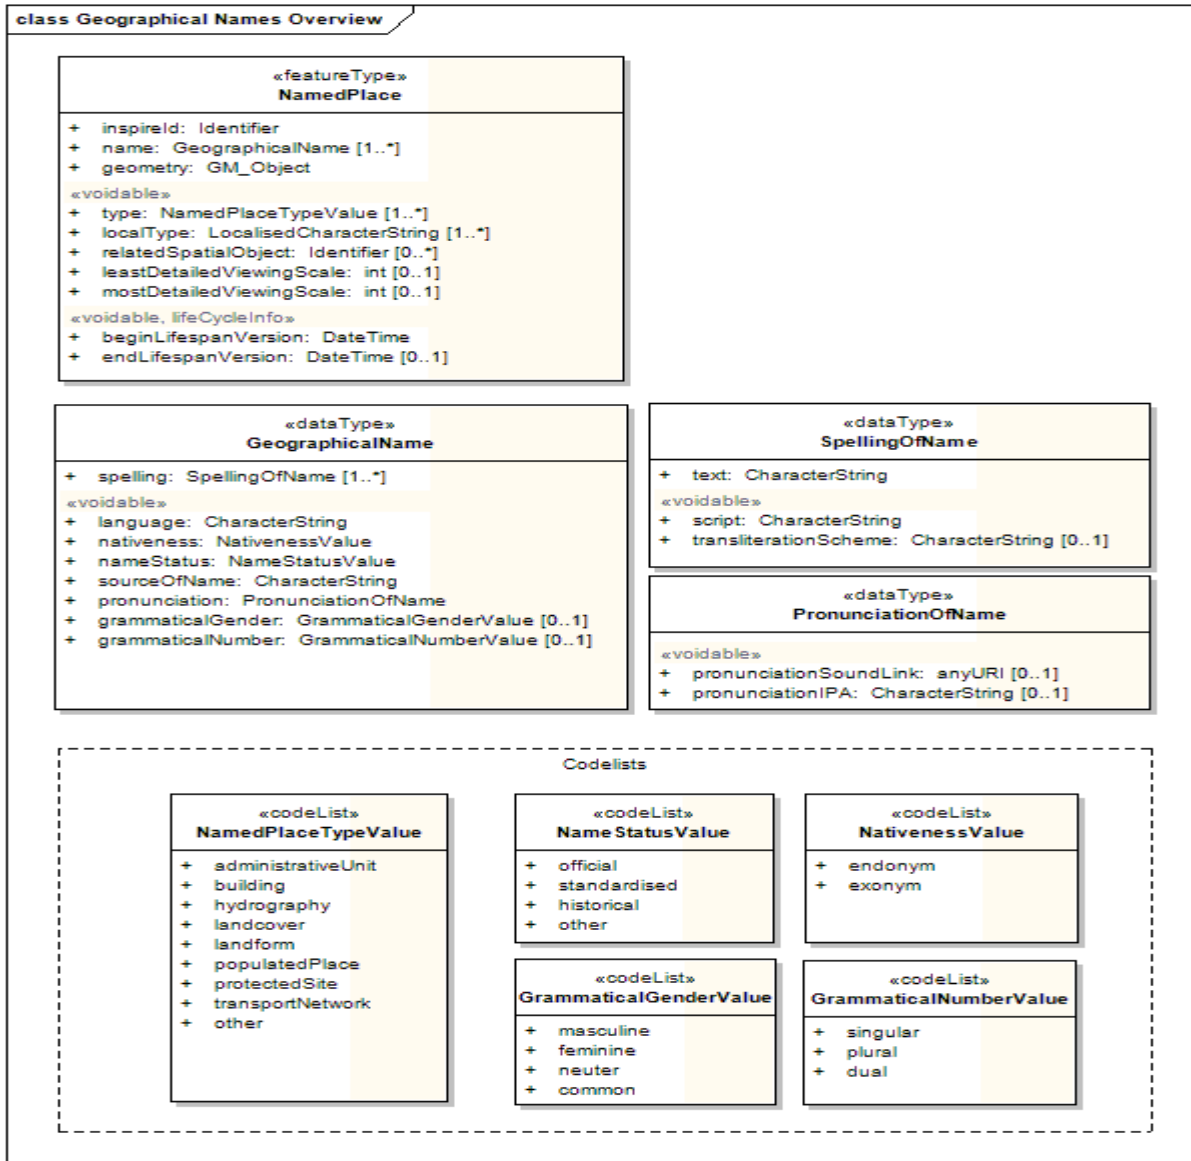 class Geographical Names Overview
«featureType»
NamedPlace
+ inspireId: Identifier
+ name: GeographicalName [1..*]
+ geometry: GM_Object
«voidable»
+ type: NamedPlaceTypeValue [1..*]
+ localType: LocalisedCharacterString [1..*]
+ relatedSpatialObject: Identifier [0..*]
+ leastDetailedViewingScale: int [0..1]
+ mostDetailedViewingScale: int [0..1]
«voidable, lifeCycleInfo»
+ beginLifespanVersion: DateTime
+ endLifespanVersion: DateTime [0..1]
«dataType»
GeographicalName
+ spelling: SpellingOfName [1..*]
«voidable»
+ language: CharacterString
+ nativeness: NativenessValue
+ nameStatus: NameStatusValue
+ sourceOfName: CharacterString
+ pronunciation: PronunciationOfName
+ grammaticalGender: GrammaticalGenderValue [0..1]
+ grammaticalNumber: GrammaticalNumberValue [0..1]
«dataType»
SpellingOfName
+ text: CharacterString
«voidable»
+ script: CharacterString
+ transliterationScheme: CharacterString [0..1]
«dataType»
PronunciationOfName
«voidable»
+ pronunciationSoundLink: anyURI [0..1]
+ pronunciationIPA: CharacterString [0..1]
Codelists
«codeList»
NamedPlaceTypeValue
+ administrativeUnit
+ building
+ hydrography
+ landcover
+ landform
+ populatedPlace
+ protectedSite
+ transportNetwork
+ other
«codeList»
NameStatusValue
+ official
+ standardised
+ historical
+ other
«codeList»
NativenessValue
+ endonym
+ exonym
«codeList»
GrammaticalGenderValue
+ masculine
+ feminine
+ neuter
+ common
«codeList»
GrammaticalNumberValue
+ singular
+ plural
+ dual